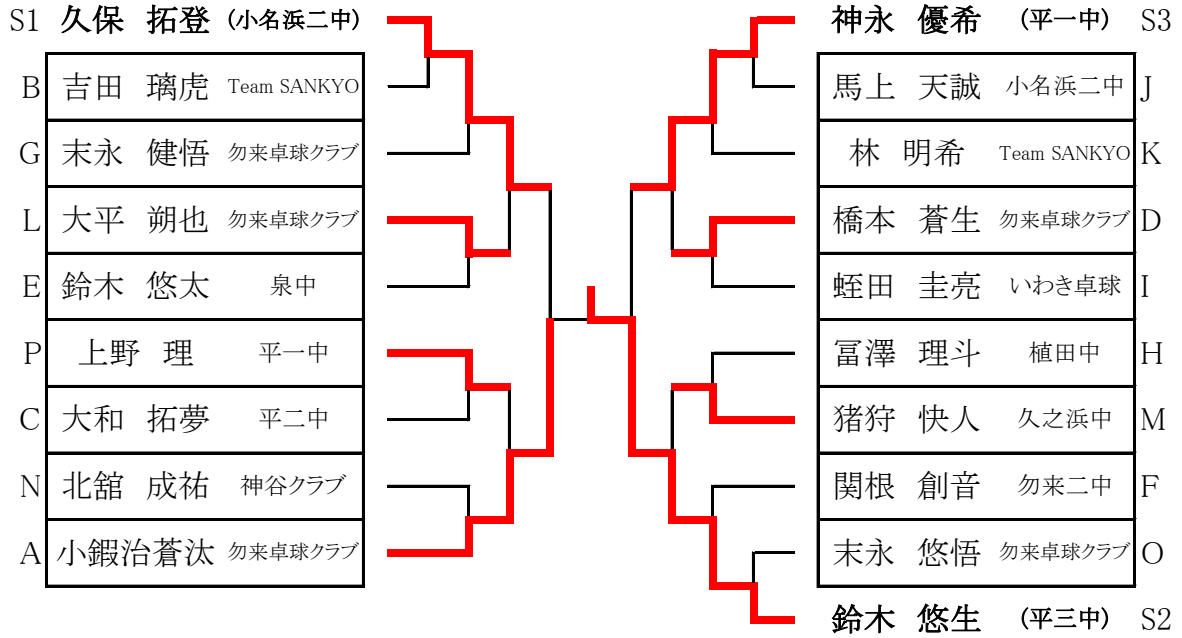 S1 久保 拓登 (小名浜二中)
B 吉田 璃虎 Team SANKYO
G 末永 健悟 勿来卓球クラブ
L 大平 朔也 勿来卓球クラブ
E 鈴木 悠太 泉中
P 上野 理 平一中
C 大和 拓夢 平二中
N 北舘 成祐 神谷クラブ
A 小鍜治蒼汰 勿来卓球クラブ
神永 優希 (平一中) S3
馬上 天誠 小名浜二中 J
林 明希 Team SANKYO K
橋本 蒼生 勿来卓球クラブ D
蛭田 圭亮 いわき卓球 I
冨澤 理斗 植田中 H
猪狩 快人 久之浜中 M
関根 創音 勿来二中 F
末永 悠悟 勿来卓球クラブ O
鈴木 悠生 (平三中) S2